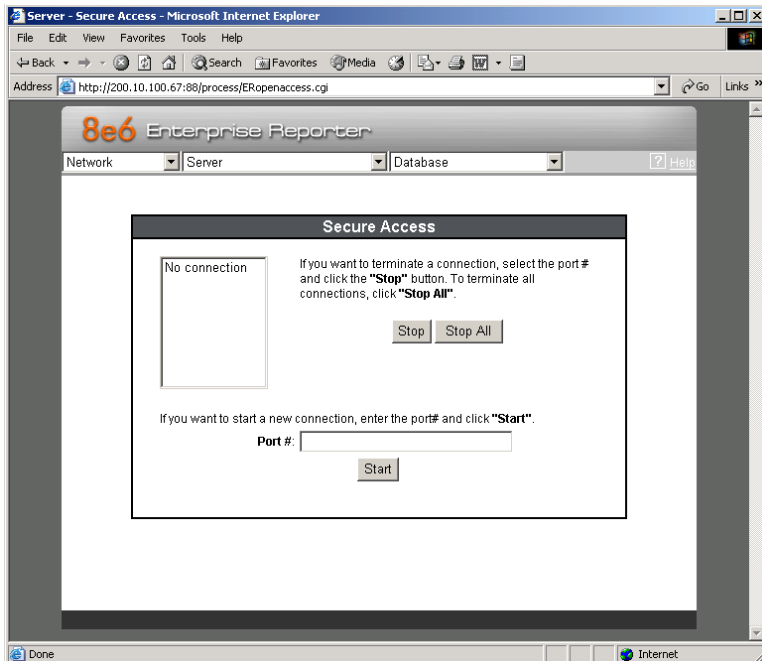 Server - Secure Access - Microsoft Internet Explorer
File Edit View Favorites Tools Help
Back Search Favorites Media
Address http://200.10.100.67:88/process/ERopenaccess.cgi Go Links »
8e6 Enterprise Reporter
Network Server Database ? Help
Secure Access
No connection
If you want to terminate a connection, select the port #
and click the "Stop" button. To terminate all
connections, click "Stop All".
Stop Stop All
If you want to start a new connection, enter the port# and click "Start".
Port #:
Start
Done Internet